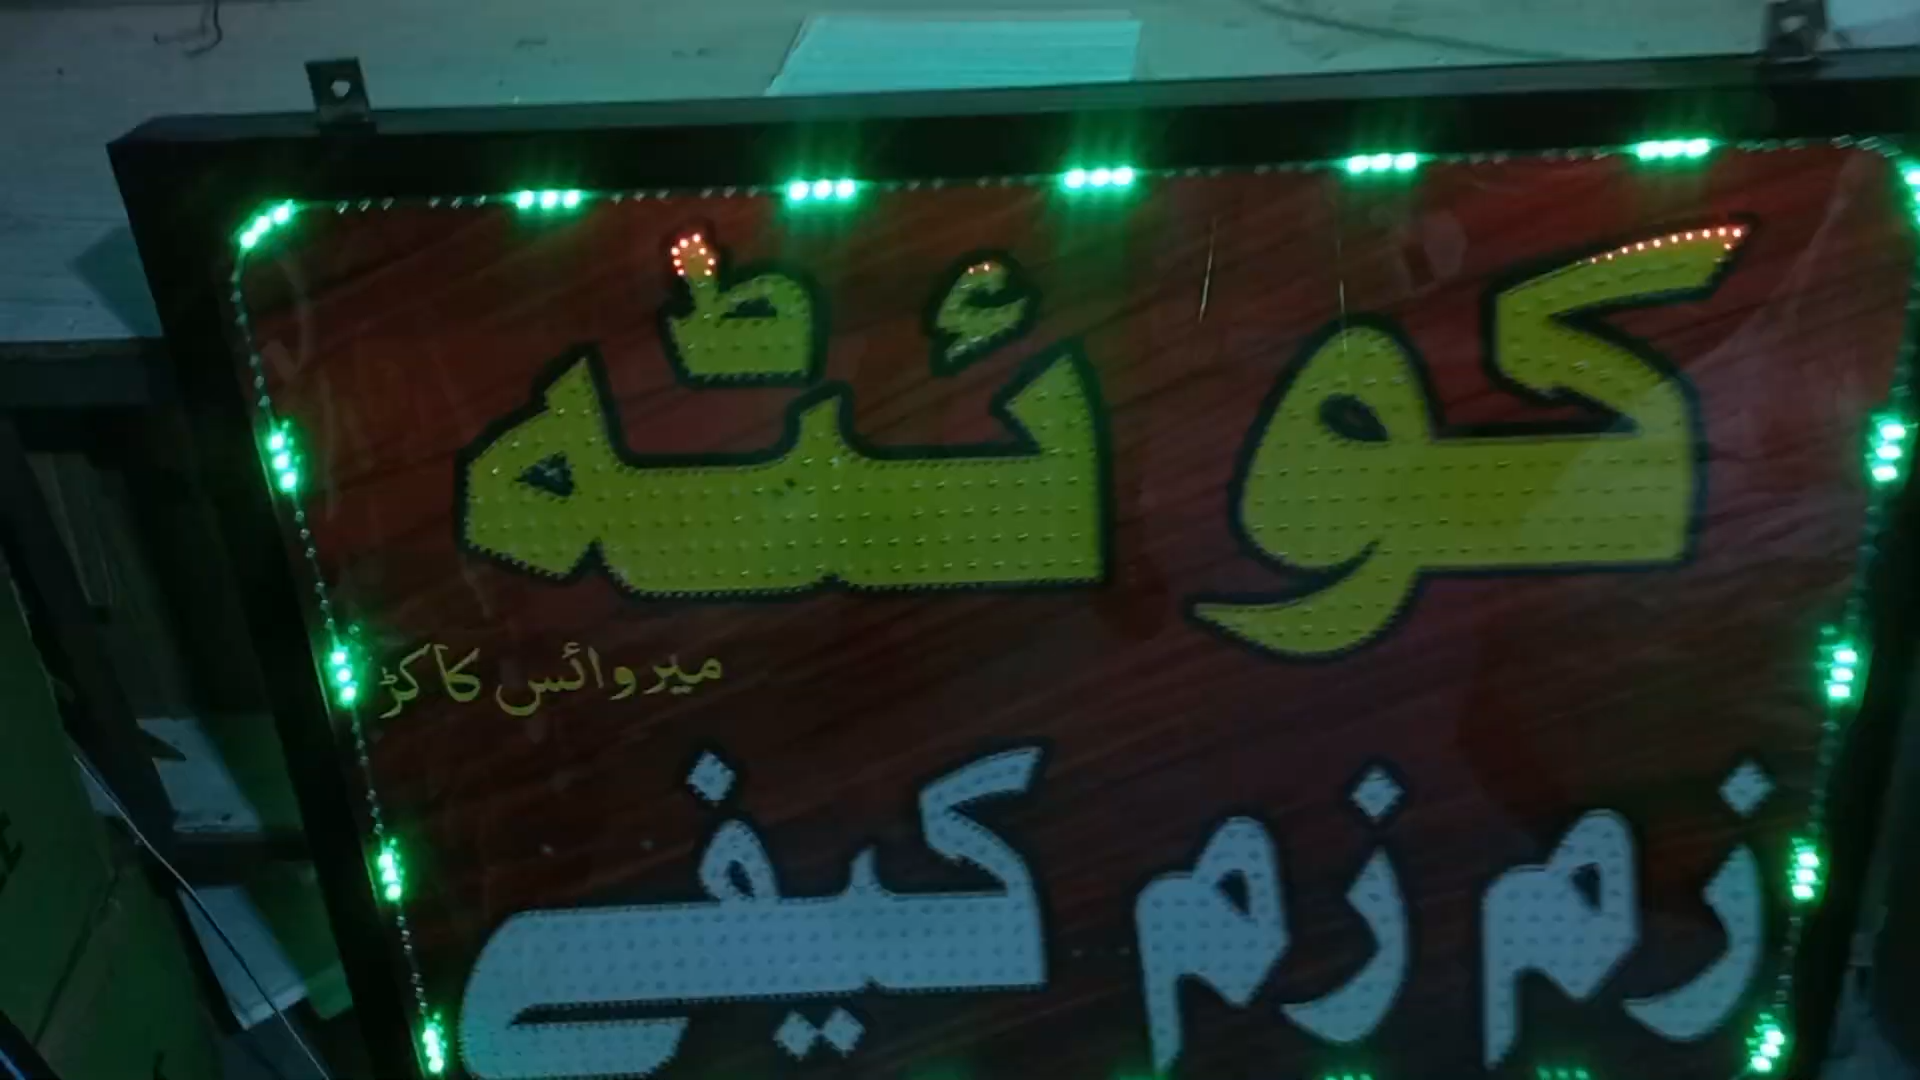 کوئٹہ
میروائس کاکڑ
زم زم کیفے